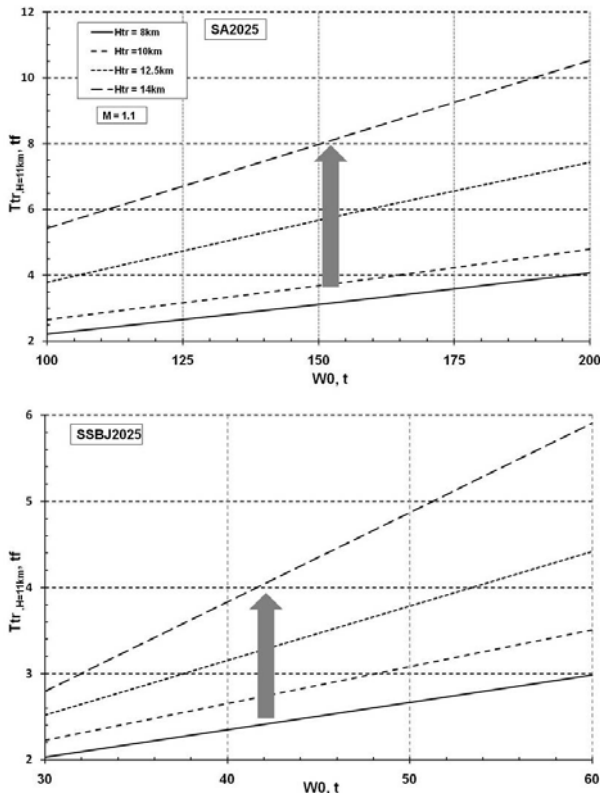 SA2025
Htr = 8km
Htr =10km
Htr = 12.5km
Htr = 14km
M = 1.1
Ttr,H=11km, tf
12
10
8
6
4
2
100 125 150 175 200
W0, t
SSBJ2025
Ttr,H=11km, tf
6
5
4
3
2
30 40 50 60
W0, t